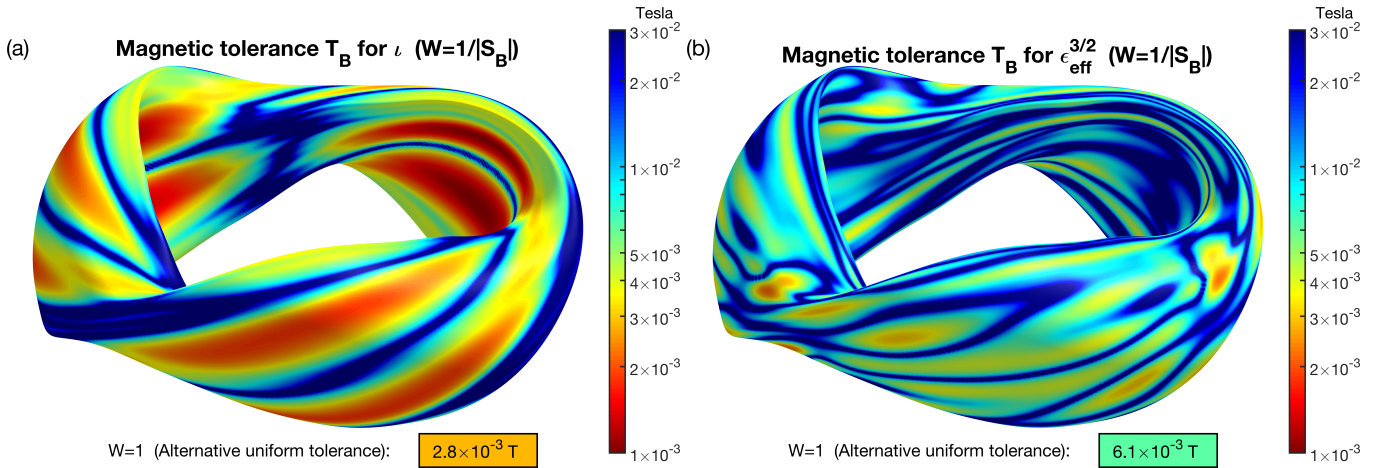 (a)
Magnetic tolerance T_B for ι (W=1/|S_B|)
Tesla
3×10⁻²
2×10⁻²
1×10⁻²
5×10⁻³
4×10⁻³
3×10⁻³
2×10⁻³
1×10⁻³
W=1 (Alternative uniform tolerance): 2.8×10⁻³ T
(b)
Magnetic tolerance T_B for ϵ_eff^3/2 (W=1/|S_B|)
Tesla
3×10⁻²
2×10⁻²
1×10⁻²
5×10⁻³
4×10⁻³
3×10⁻³
2×10⁻³
1×10⁻³
W=1 (Alternative uniform tolerance): 6.1×10⁻³ T